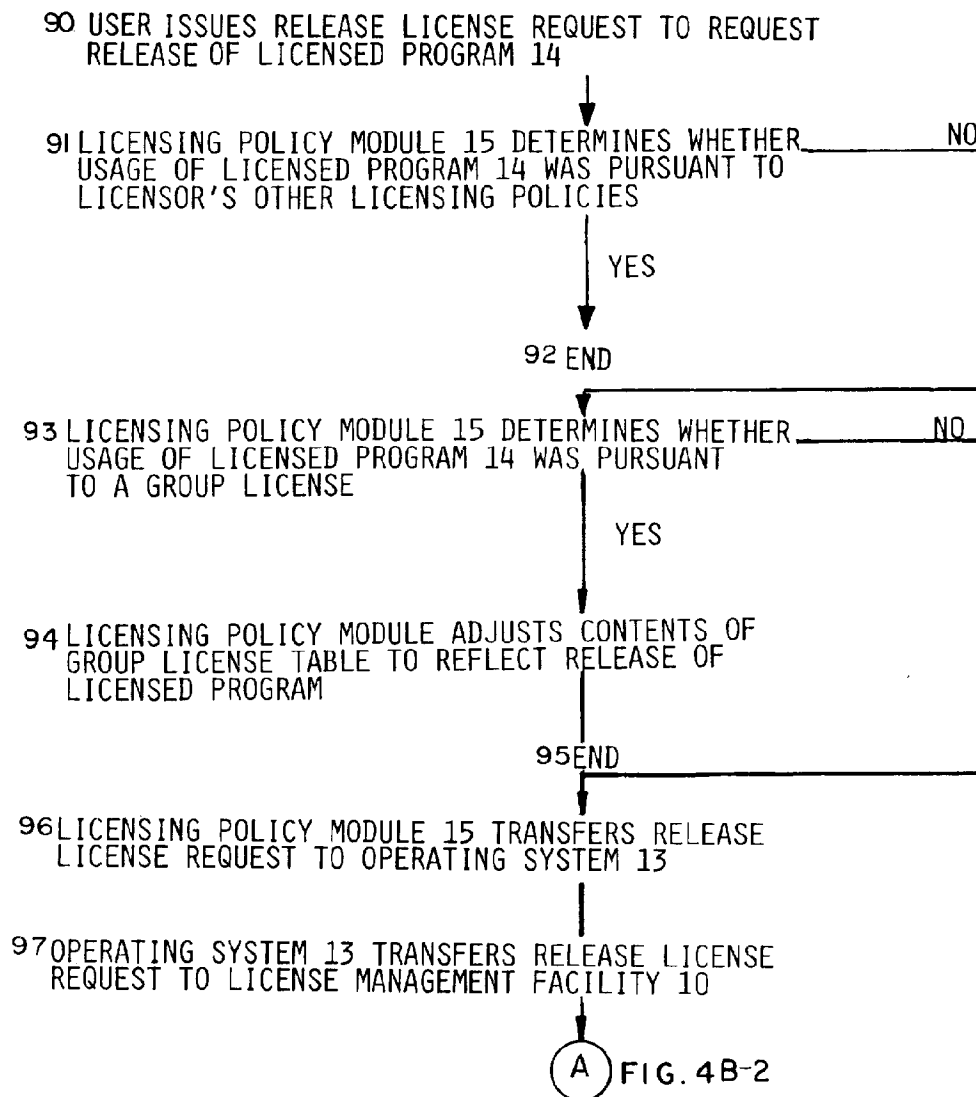 90 USER ISSUES RELEASE LICENSE REQUEST TO REQUEST
RELEASE OF LICENSED PROGRAM 14
91 LICENSING POLICY MODULE 15 DETERMINES WHETHER NO
USAGE OF LICENSED PROGRAM 14 WAS PURSUANT TO
LICENSOR'S OTHER LICENSING POLICIES
YES
92 END
93 LICENSING POLICY MODULE 15 DETERMINES WHETHER NO
USAGE OF LICENSED PROGRAM 14 WAS PURSUANT
TO A GROUP LICENSE
YES
94 LICENSING POLICY MODULE ADJUSTS CONTENTS OF
GROUP LICENSE TABLE TO REFLECT RELEASE OF
LICENSED PROGRAM
95 END
96 LICENSING POLICY MODULE 15 TRANSFERS RELEASE
LICENSE REQUEST TO OPERATING SYSTEM 13
97 OPERATING SYSTEM 13 TRANSFERS RELEASE LICENSE
REQUEST TO LICENSE MANAGEMENT FACILITY 10
A FIG. 4B-2